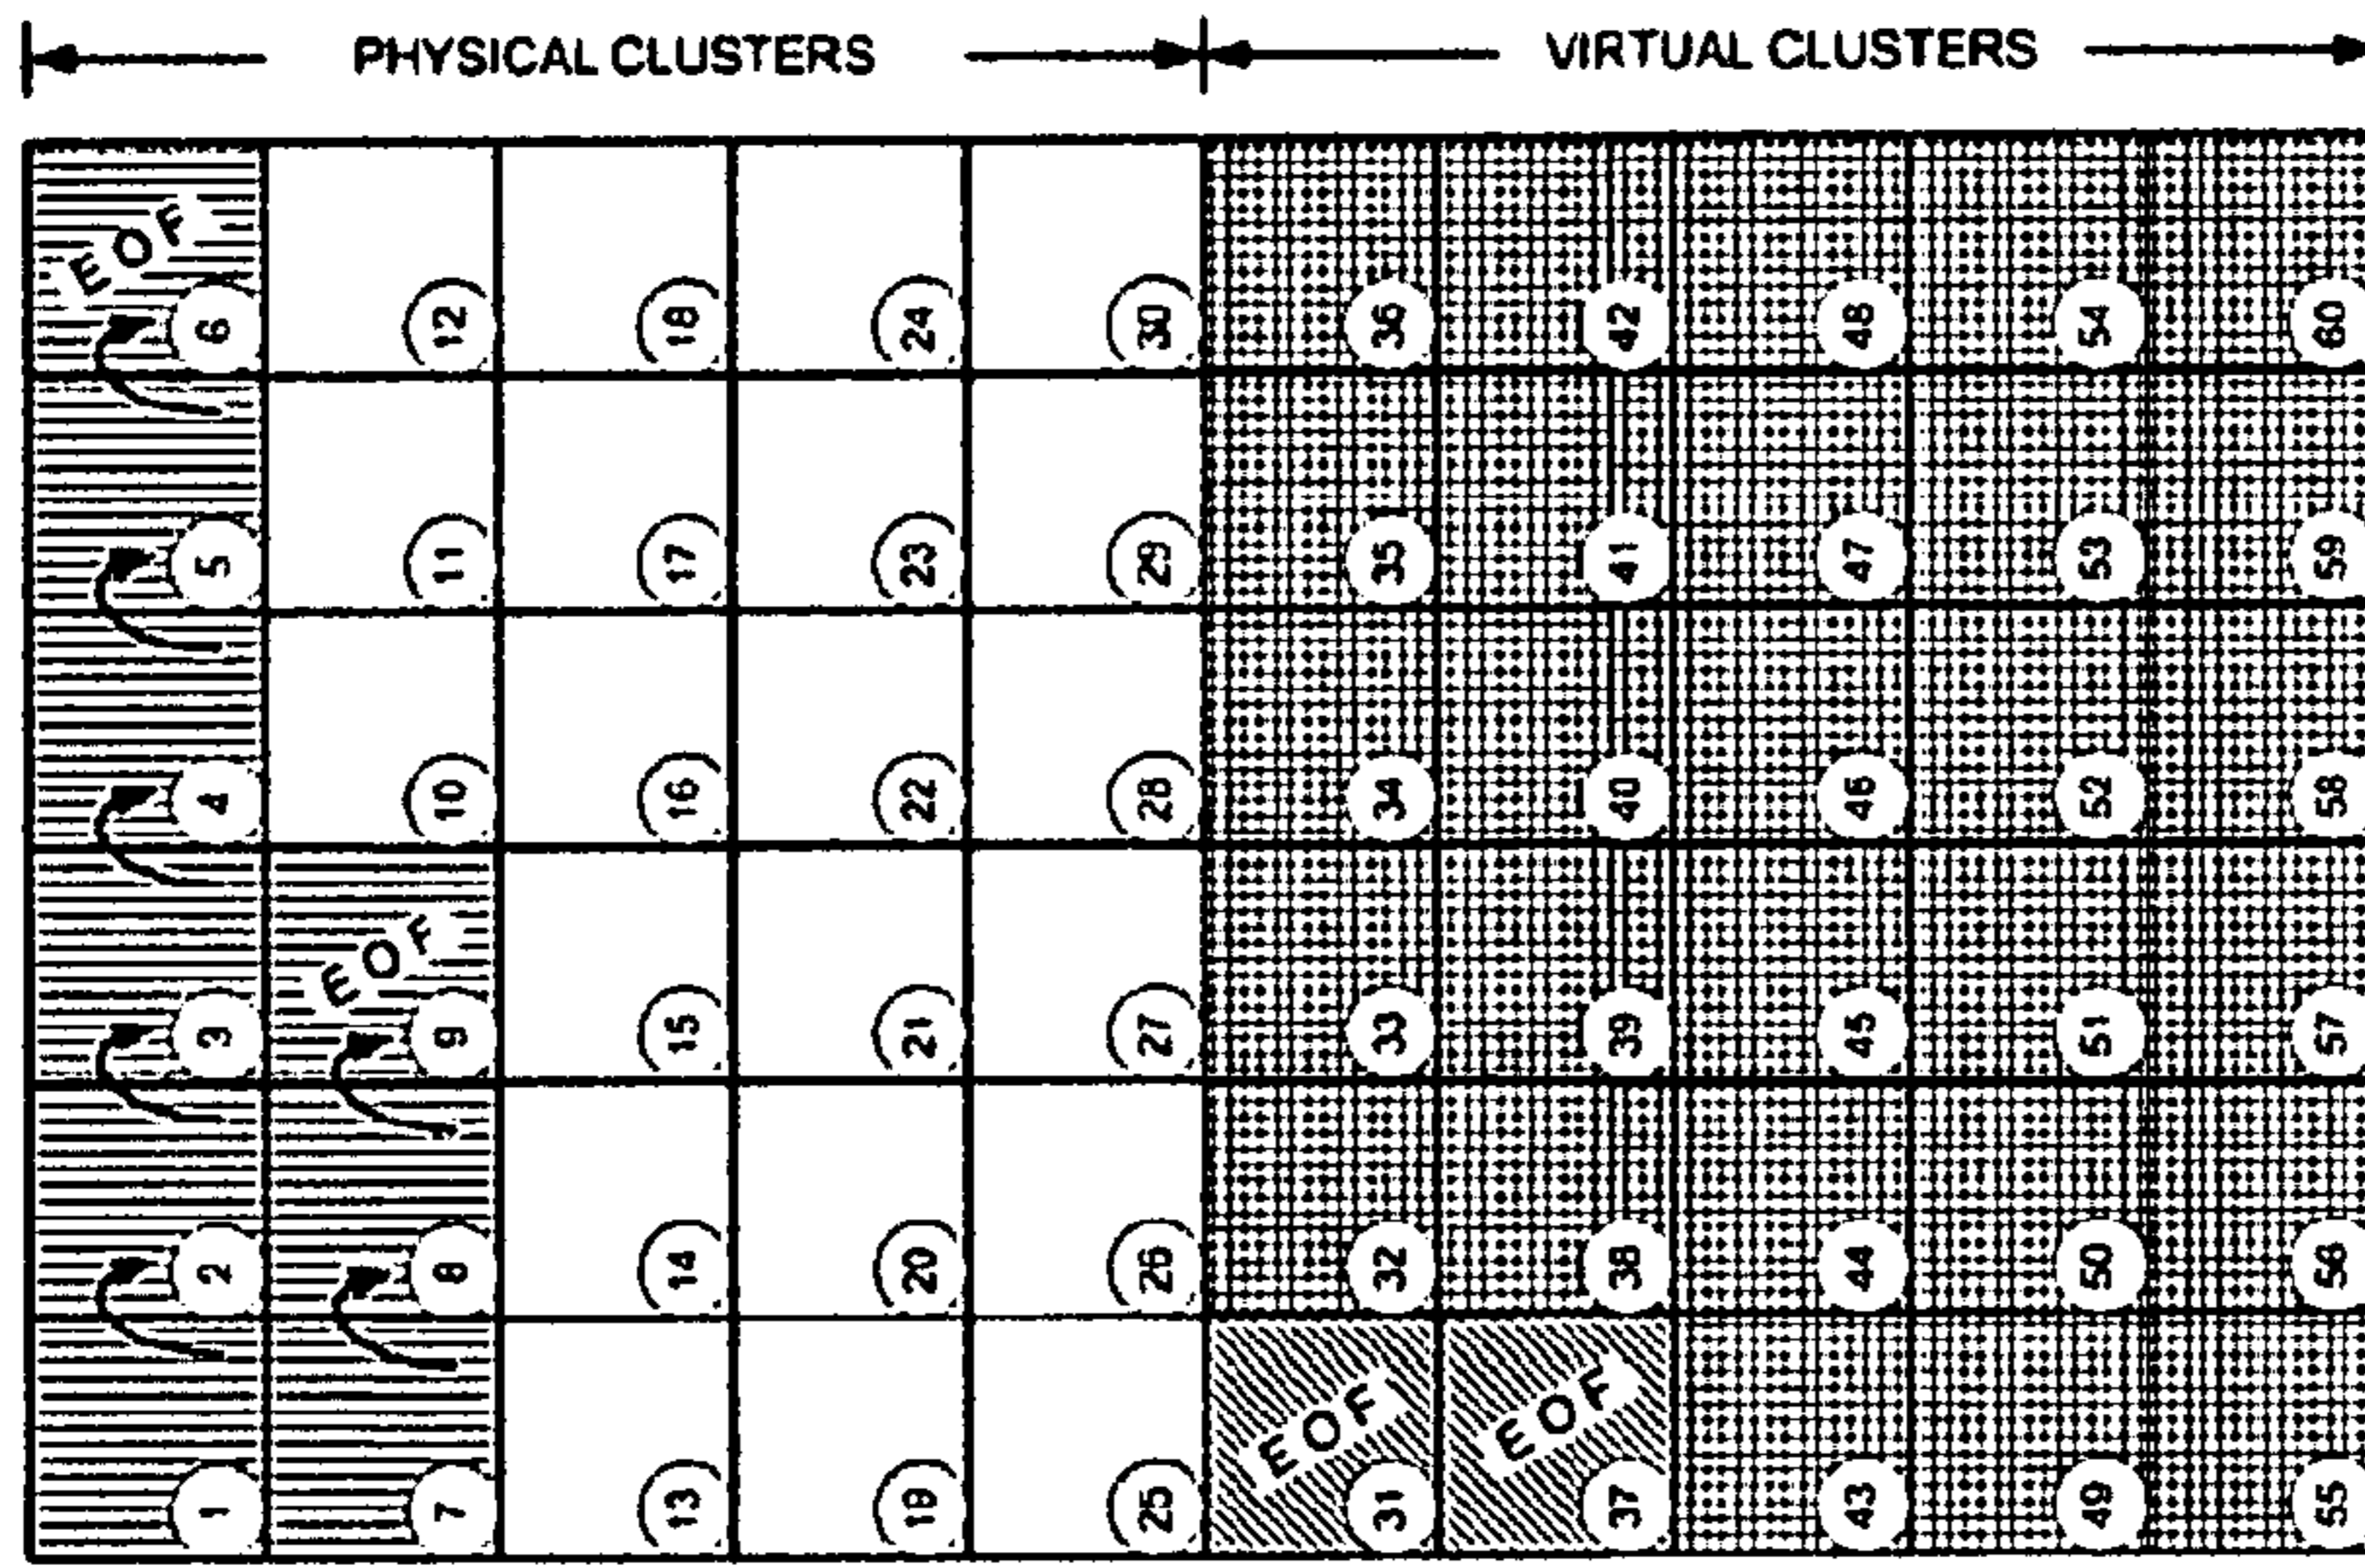 PHYSICAL CLUSTERS VIRTUAL CLUSTERS
EOF
6 12 18 24 30 36 42 48 54 60
5 11 17 23 29 35 41 47 53 59
4 10 16 22 28 34 40 46 52 58
EOF
3 9 15 21 27 33 39 45 51 57
2 8 14 20 26 32 38 44 50 56
EOF EOF
1 7 13 19 25 31 37 43 49 55